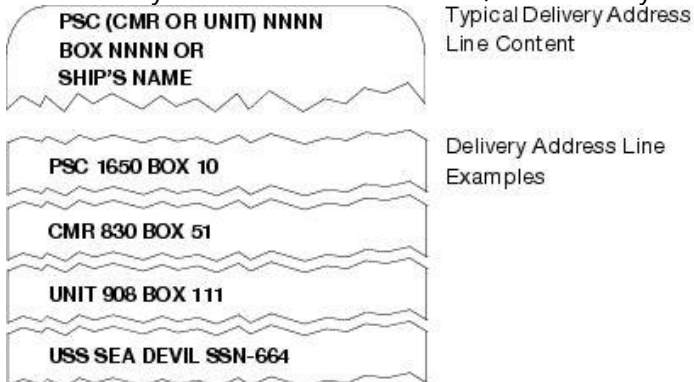 PSC (CMR OR UNIT) NNNN
BOX NNNN OR
SHIP'S NAME
Typical Delivery Address
Line Content
Delivery Address Line
Examples
PSC 1650 BOX 10
CMR 830 BOX 51
UNIT 908 BOX 111
USS SEA DEVIL SSN-664